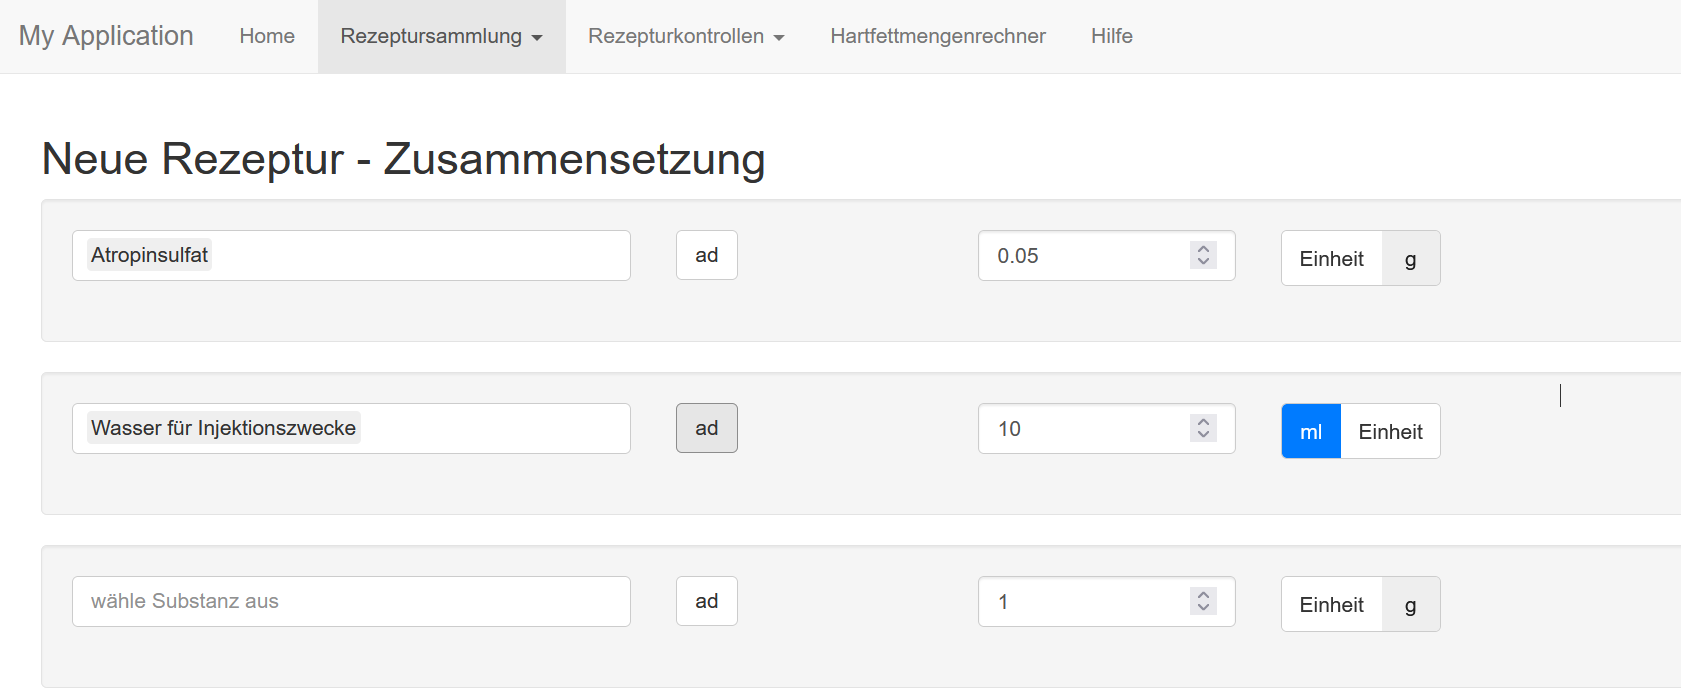 My Application Home Rezeptursammlung Rezepturkontrollen Hartfettmengenrechner Hilfe
Neue Rezeptur - Zusammensetzung
Atropinsulfat ad 0.05 Einheit g
Wasser für Injektionszwecke ad 10 ml Einheit
wähle Substanz aus ad 1 Einheit g